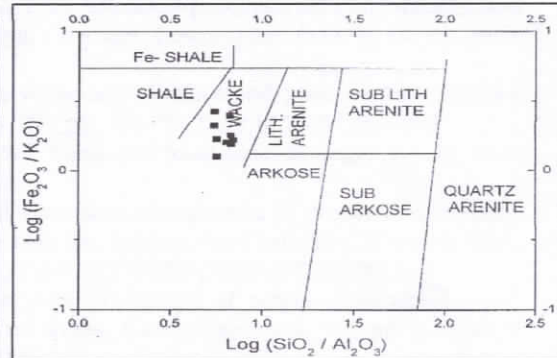 0.0 0.5 1.0 1.5 2.0 2.5
1 1
Fe- SHALE
SHALE
WACKE
LITH.
ARENITE
SUB LITH
ARENITE
0 0
ARKOSE
SUB
ARKOSE
QUARTZ
ARENITE
-1 -1
0.0 0.5 1.0 1.5 2.0 2.5
Log (Fe₂O₃ / K₂O)
Log (SiO₂ / Al₂O₃)